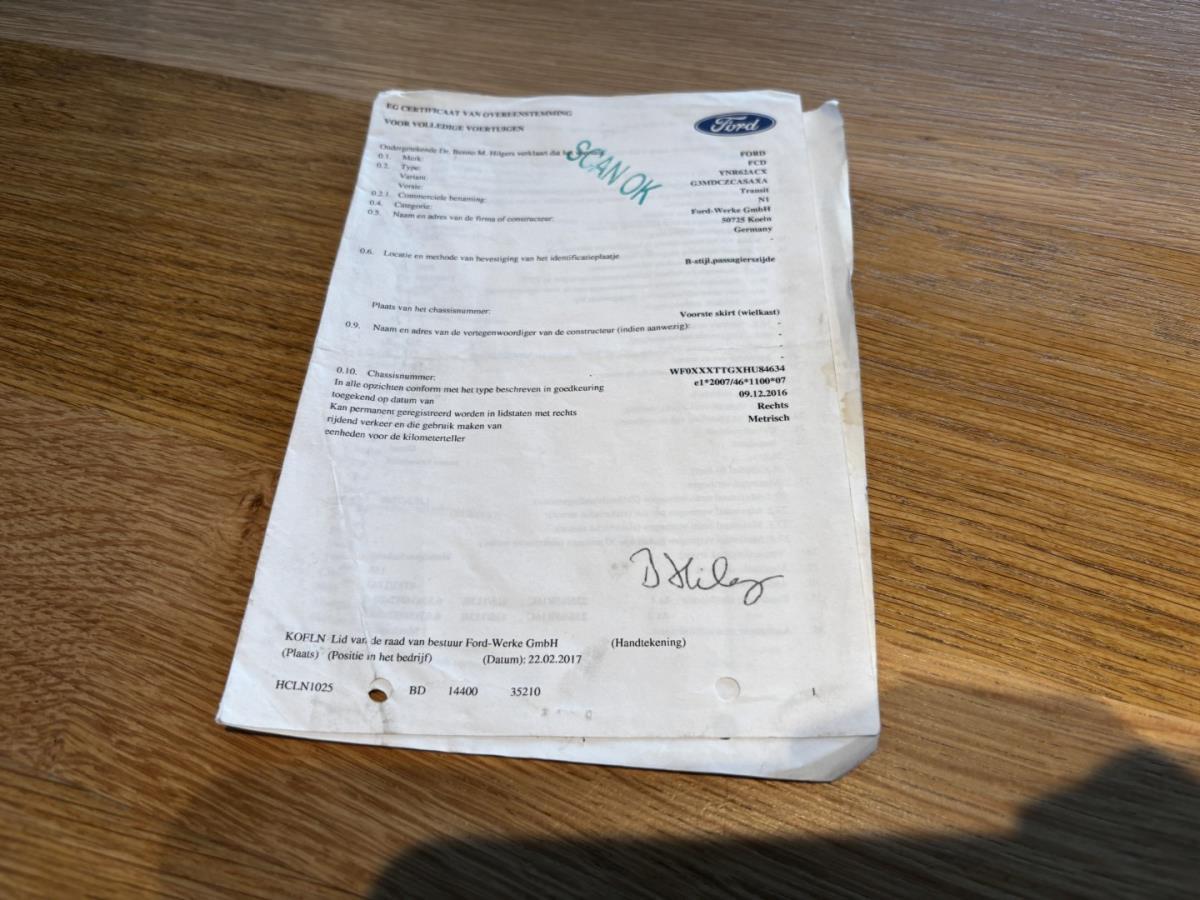 EG CERTIFICAAT VAN OVEREENSTEMMING
VOOR VOLLEDIGE VOERTUIGEN
Ford
SCAN OK
Ondergetekende Dr. Benno M. Hilgers verklaart dat het
0.1. Merk: FORD
0.2. Type: FCD
Variant: YNR62ACX
Versie: G3MDCZCASAXA
0.2.1. Commerciele benaming: Transit
0.4. Categorie: N1
0.5. Naam en adres van de firma of constructeur: Ford-Werke GmbH
50725 Koeln
Germany
-
0.6. Locatie en methode van bevestiging van het identificatieplaatje B-stijl,passagierszijde
Plaats van het chassisnummer: Voorste skirt (wielkast)
0.9. Naam en adres van de vertegenwoordiger van de constructeur (indien aanwezig): -
-
-
-
0.10. Chassisnummer: WF0XXXTTGXHU84634
In alle opzichten conform met het type beschreven in goedkeuring e1*2007/46*1100*07
toegekend op datum van 09.12.2016
Kan permanent geregistreerd worden in lidstaten met rechts Rechts
rijdend verkeer en die gebruik maken van Metrisch
eenheden voor de kilometerteller
B Hilg
KOELN Lid van de raad van bestuur Ford-Werke GmbH (Handtekening)
(Plaats) (Positie in het bedrijf) (Datum): 22.02.2017
HCLN1025 BD 14400 35210 1